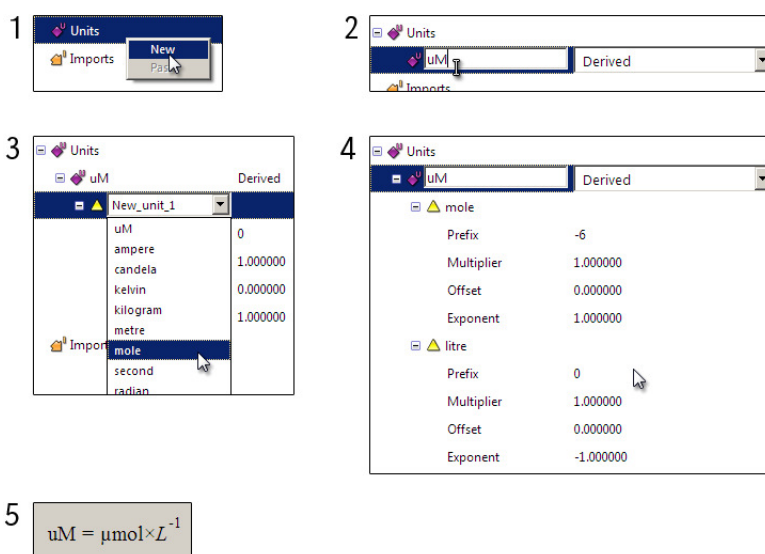 1
Units
New
Imports
2
Units
uM
Derived
Imports
3
Units
uM Derived
New_unit_1
uM
0
ampere
candela 1.000000
kelvin 0.000000
kilogram 1.000000
metre
mole
second
radian
4
Units
uM Derived
mole
Prefix -6
Multiplier 1.000000
Offset 0.000000
Exponent 1.000000
litre
Prefix 0
Multiplier 1.000000
Offset 0.000000
Exponent -1.000000
5
uM = µmol×L⁻¹